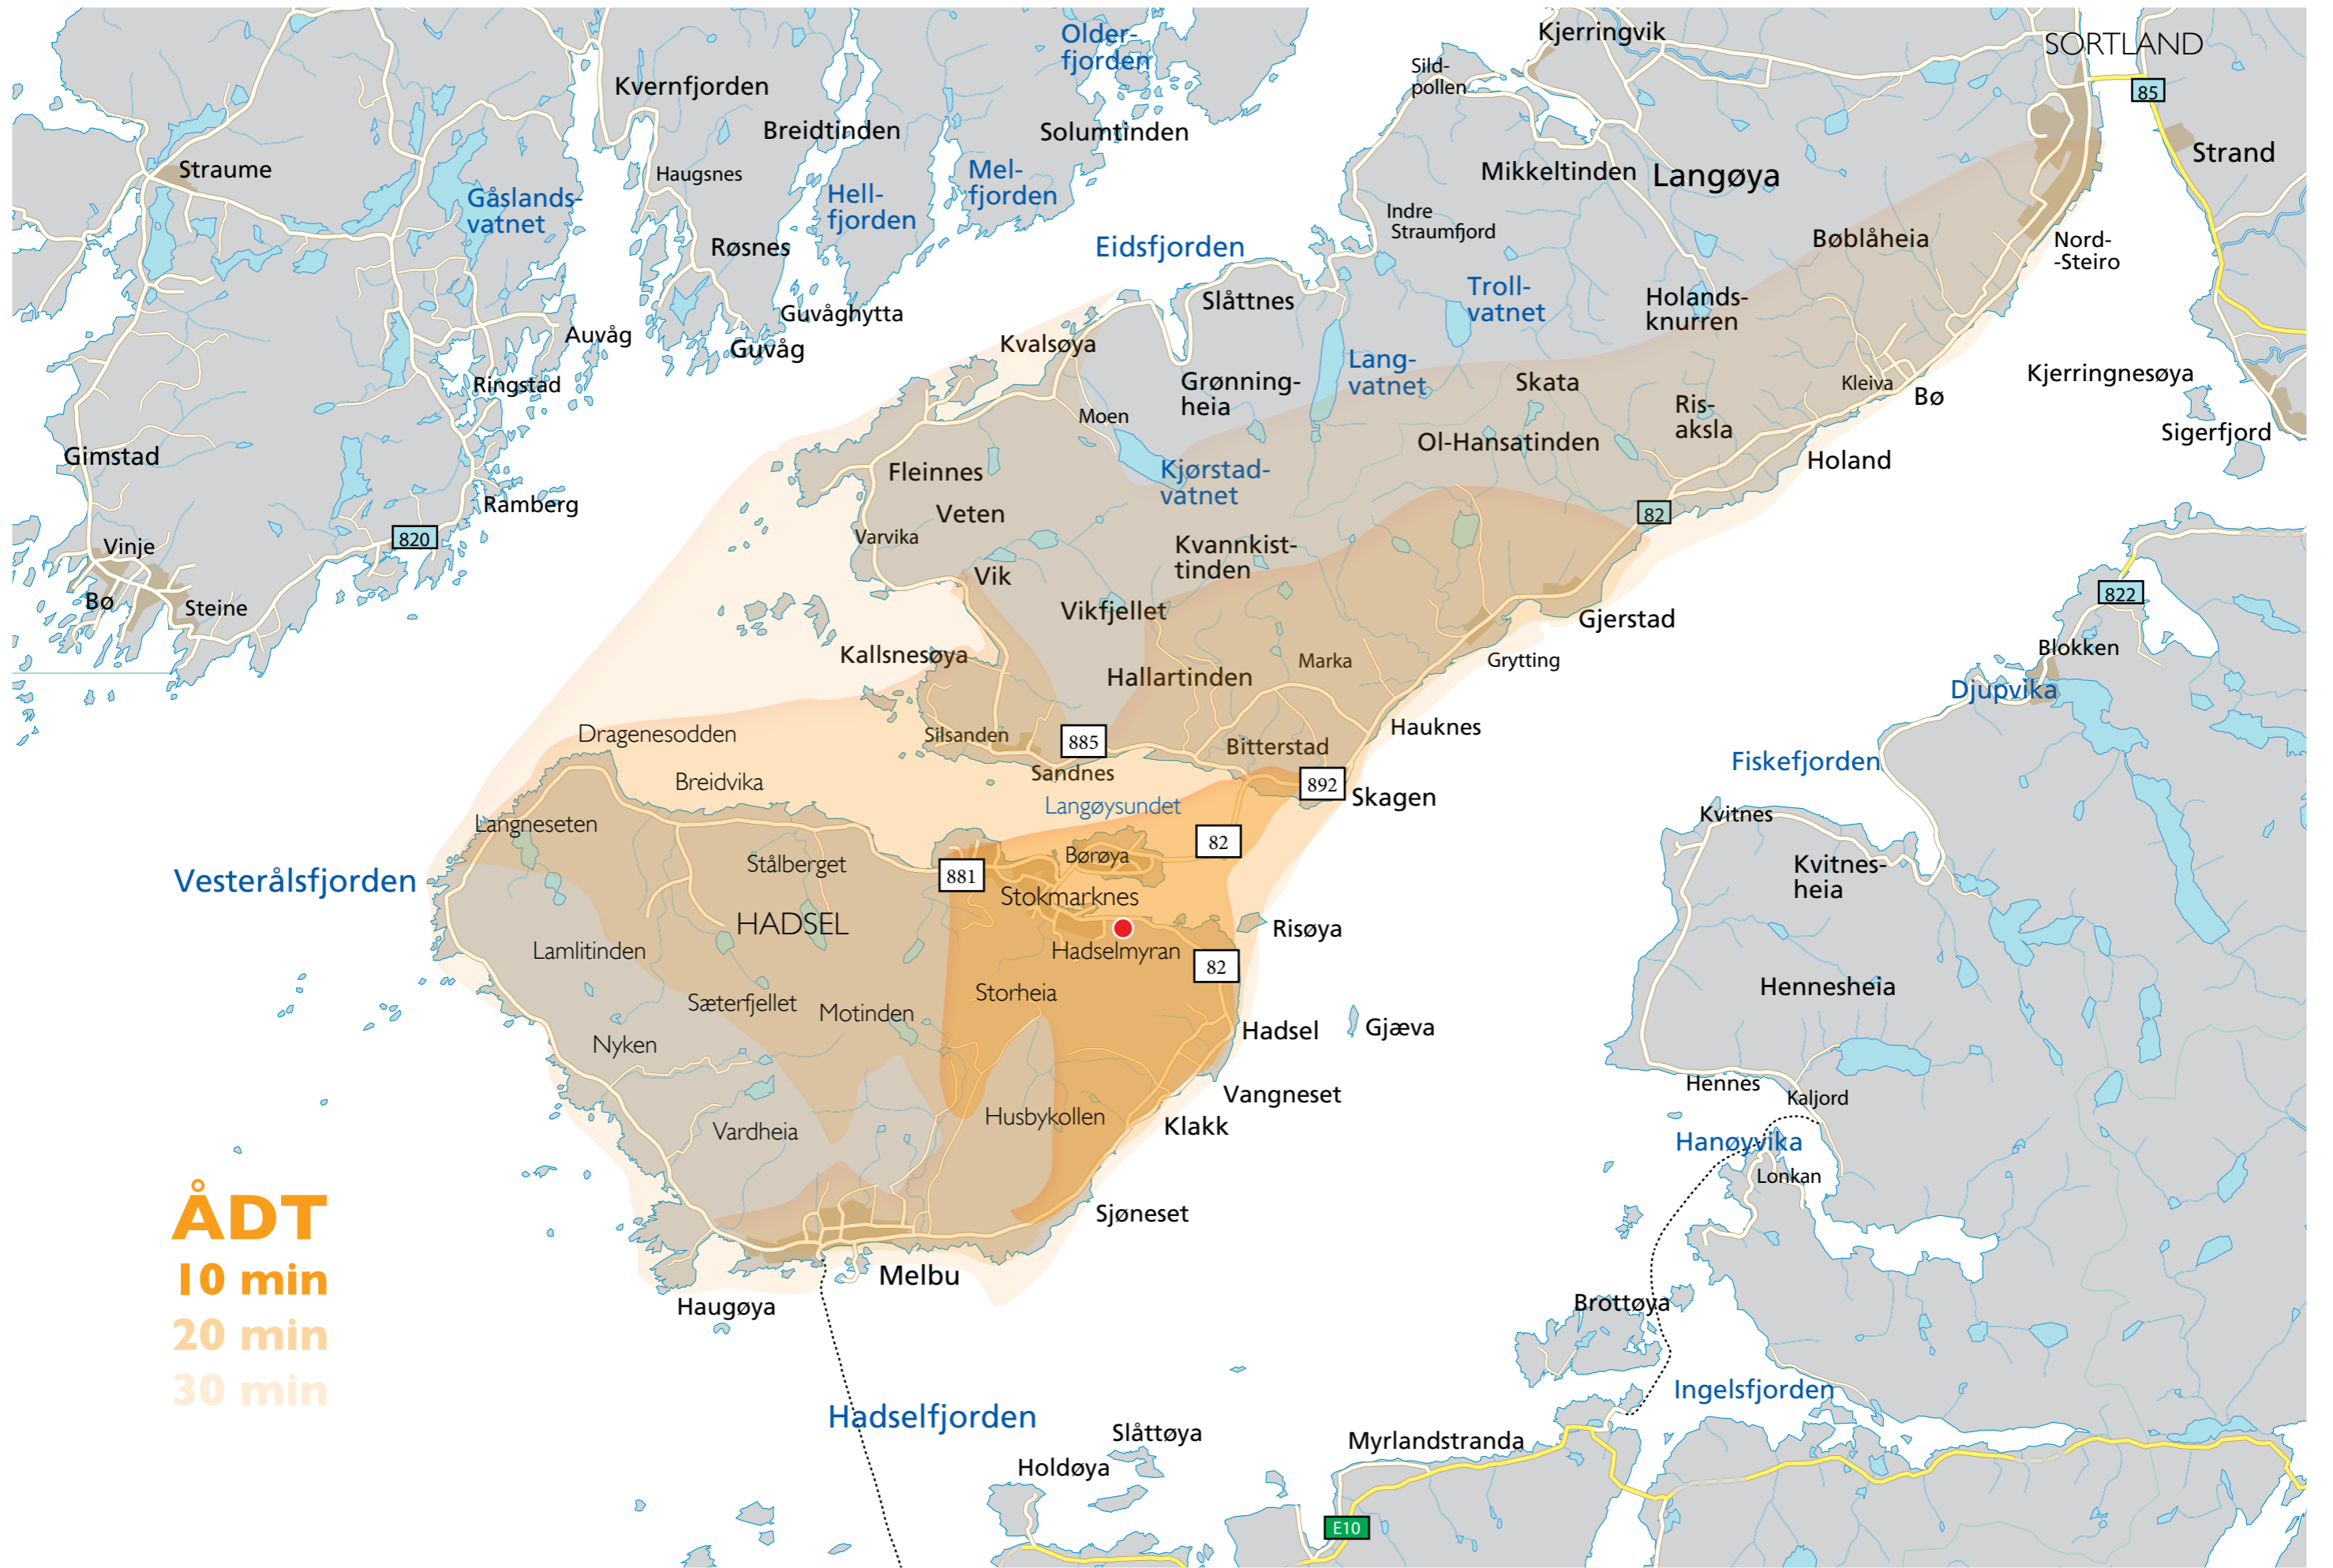 Older-
fjorden
Kjerringvik
SORTLAND
Sild-
pollen
Kvernfjorden
85
Breidtinden
Solumtinden
Strand
Straume
Haugsnes
Mel-
fjorden
Mikkeltinden
Langøya
Gåslands-
vatnet
Hell-
fjorden
Indre
Straumfjord
Røsnes
Eidsfjorden
Bøblåheia
Nord-
-Steiro
Slåttnes
Troll-
vatnet
Holands-
knurren
Guvåghytta
Auvåg
Guvåg
Kvalsøya
Lang-
vatnet
Ringstad
Grønning-
heia
Skata
Kleiva
Bø
Kjerringnesøya
Moen
Ris-
aksla
Sigerfjord
Gimstad
Fleinnes
Ol-Hansatinden
Holand
Kjørstad-
vatnet
Ramberg
Veten
82
820
Varvika
Vinje
Kvannkist-
tinden
Vik
822
Bø
Steine
Vikfjellet
Gjerstad
Kallsnesøya
Marka
Grytting
Blokken
Hallartinden
Djupvika
Dragenesodden
Silsanden
885
Bitterstad
Hauknes
Sandnes
Fiskefjorden
Breidvika
892
Skagen
Langøysundet
Langneseten
Kvitnes
82
Børøya
Stålberget
881
Kvitnes-
heia
Vesterålsfjorden
Stokmarknes
HADSEL
Risøya
Lamlitinden
Hadselmyran
82
Storheia
Hennesheia
Sæterfjellet
Motinden
Hadsel
Gjæva
Nyken
Hennes
Vangneset
Kaljord
Husbykollen
Klakk
Vardheia
Hanøyvika
Lonkan
ÅDT
10 min
20 min
30 min
Sjøneset
Melbu
Haugøya
Brottøya
Ingelsfjorden
Hadselfjorden
Slåttøya
Myrlandstranda
Holdøya
E10